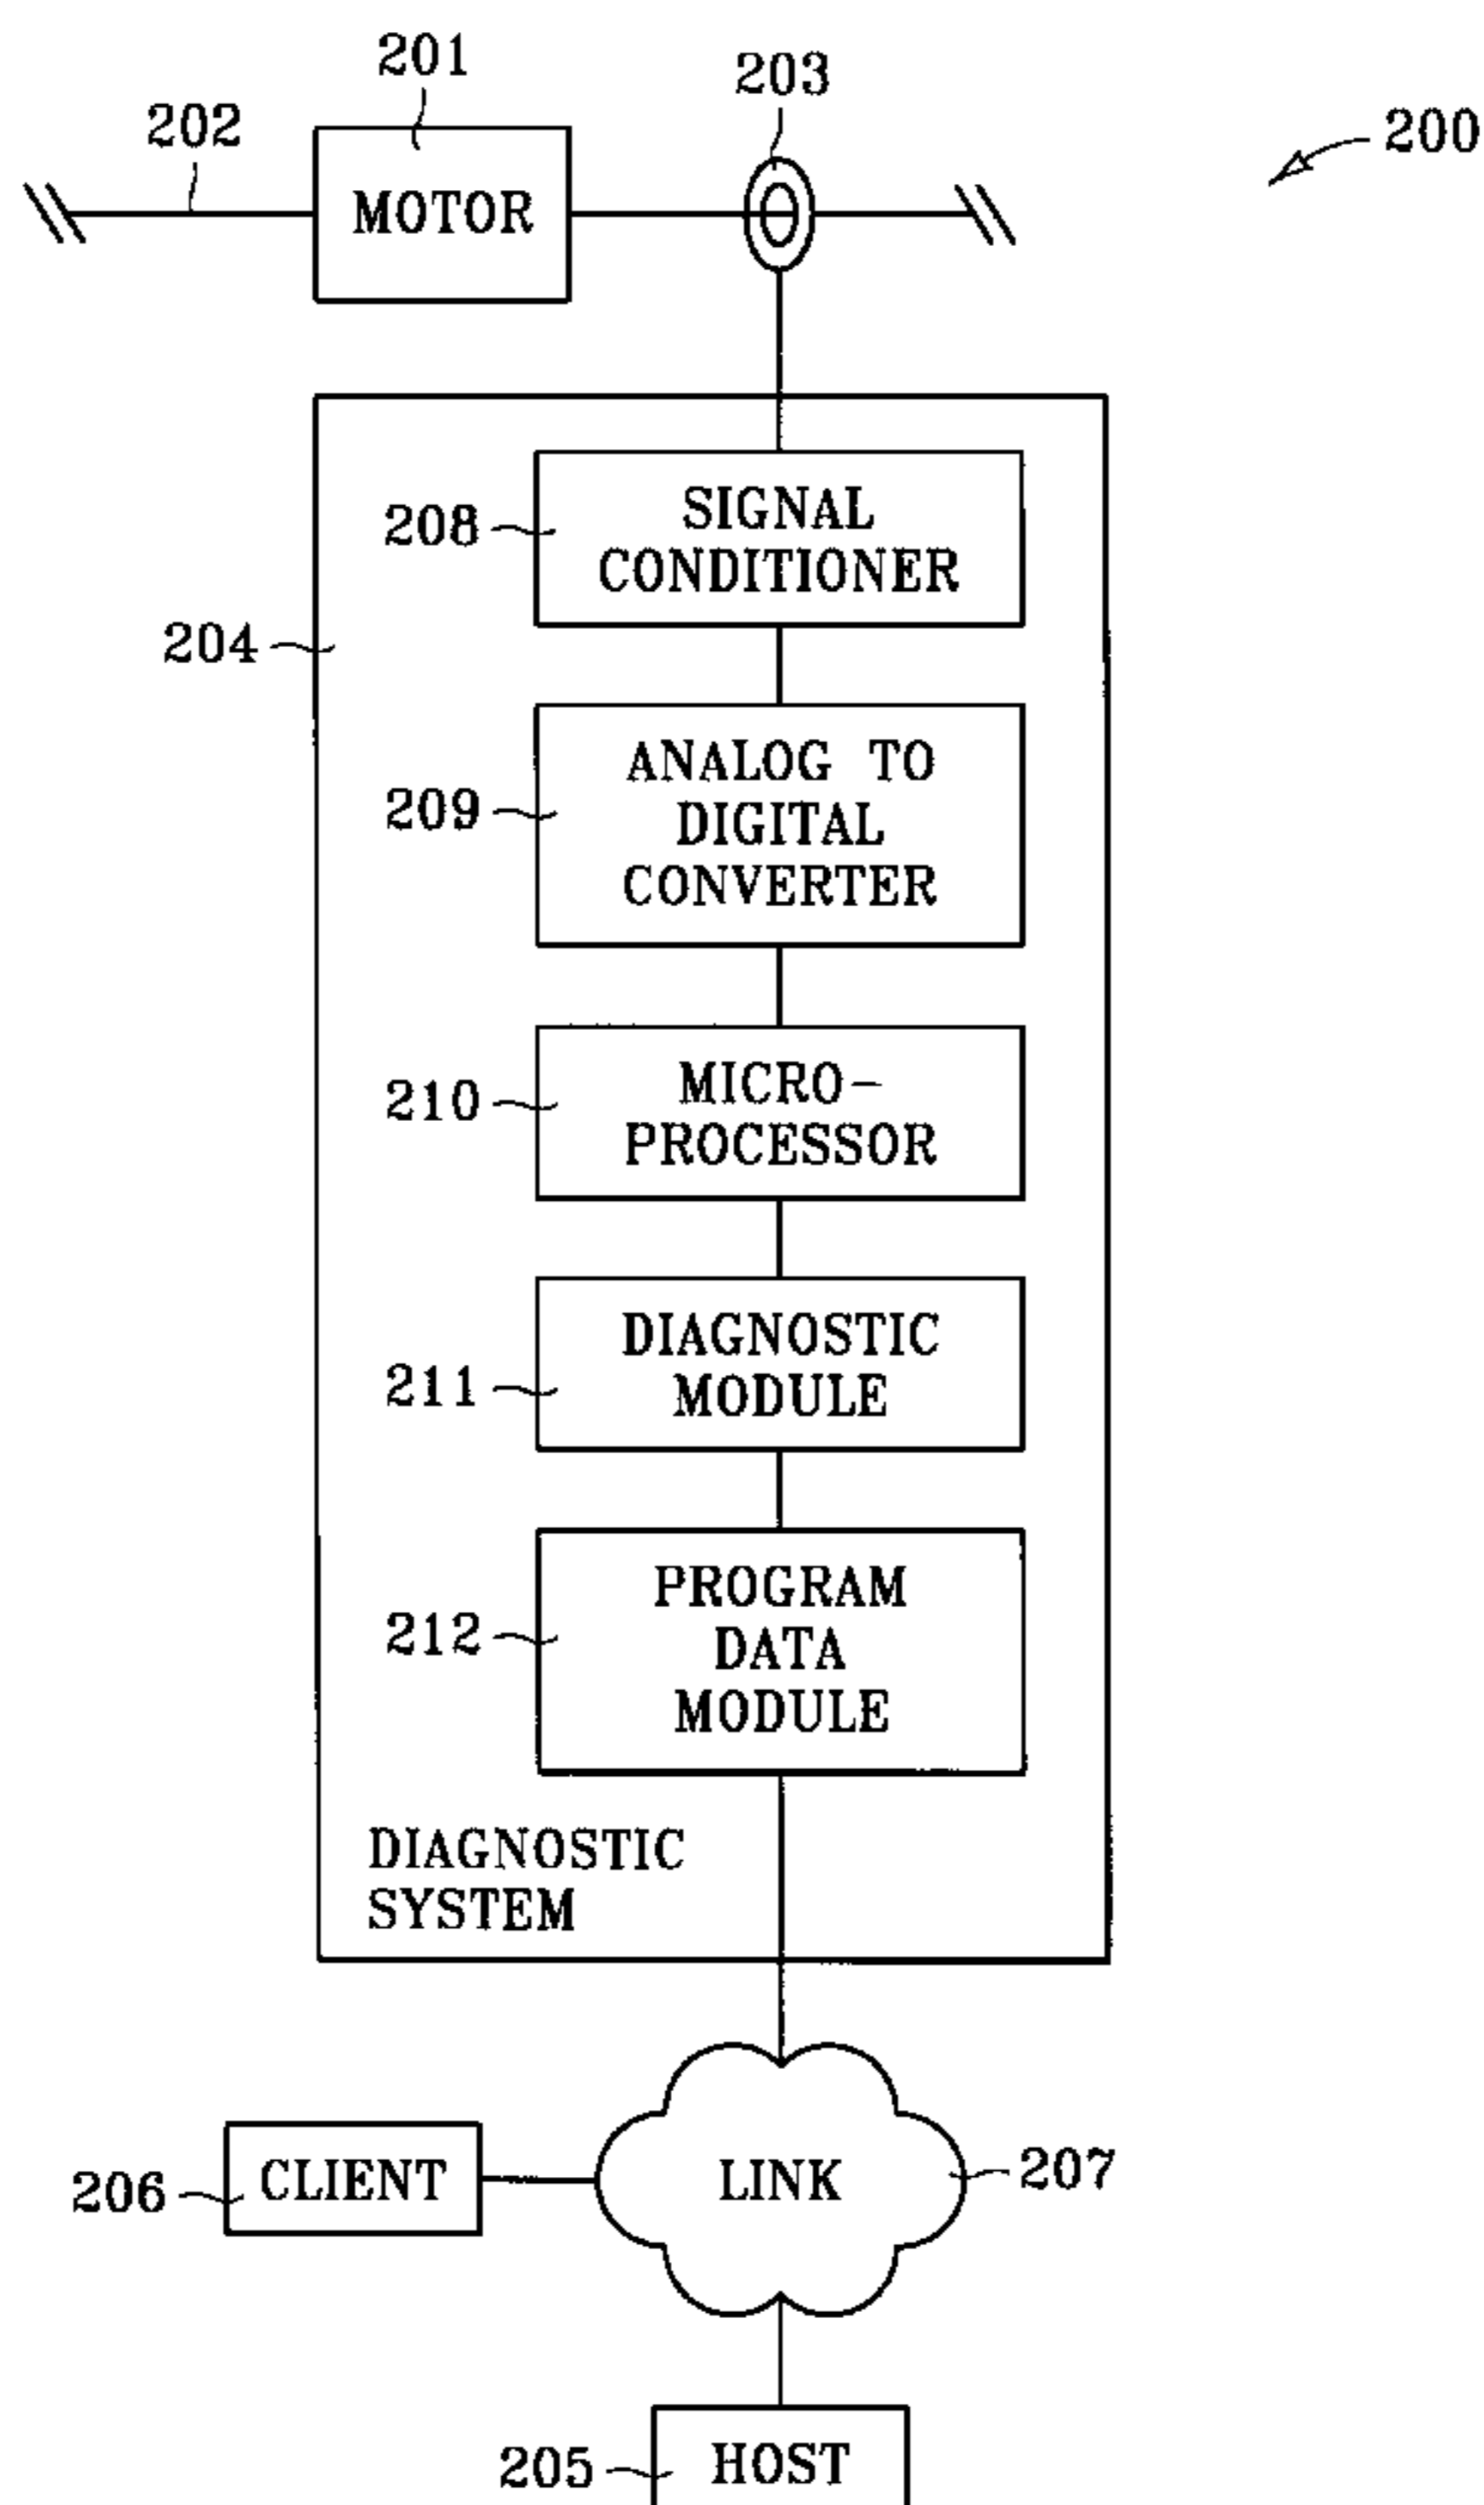 201
203
202
200
MOTOR
208
SIGNAL
CONDITIONER
204
209
ANALOG TO
DIGITAL
CONVERTER
210
MICRO-
PROCESSOR
211
DIAGNOSTIC
MODULE
212
PROGRAM
DATA
MODULE
DIAGNOSTIC
SYSTEM
206
CLIENT
LINK
207
205
HOST